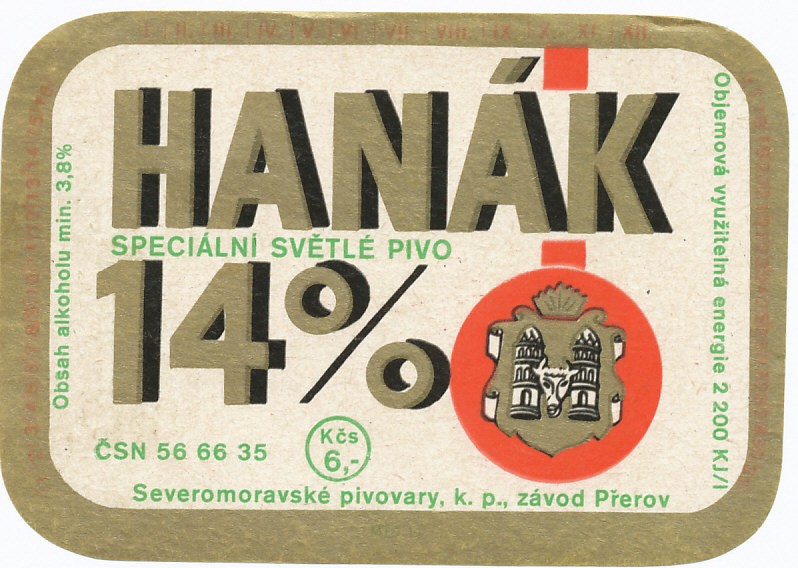 I. II. III. IV. V. VI. VII. VIII. IX. X. XI. XII.
HANÁK
SPECIÁLNÍ SVĚTLÉ PIVO
14%
Obsah alkoholu min. 3,8%
Objemová využitelná energie 2 200 KJ/l
ČSN 56 66 35
Kčs
6,-
Severomoravské pivovary, k. p., závod Přerov